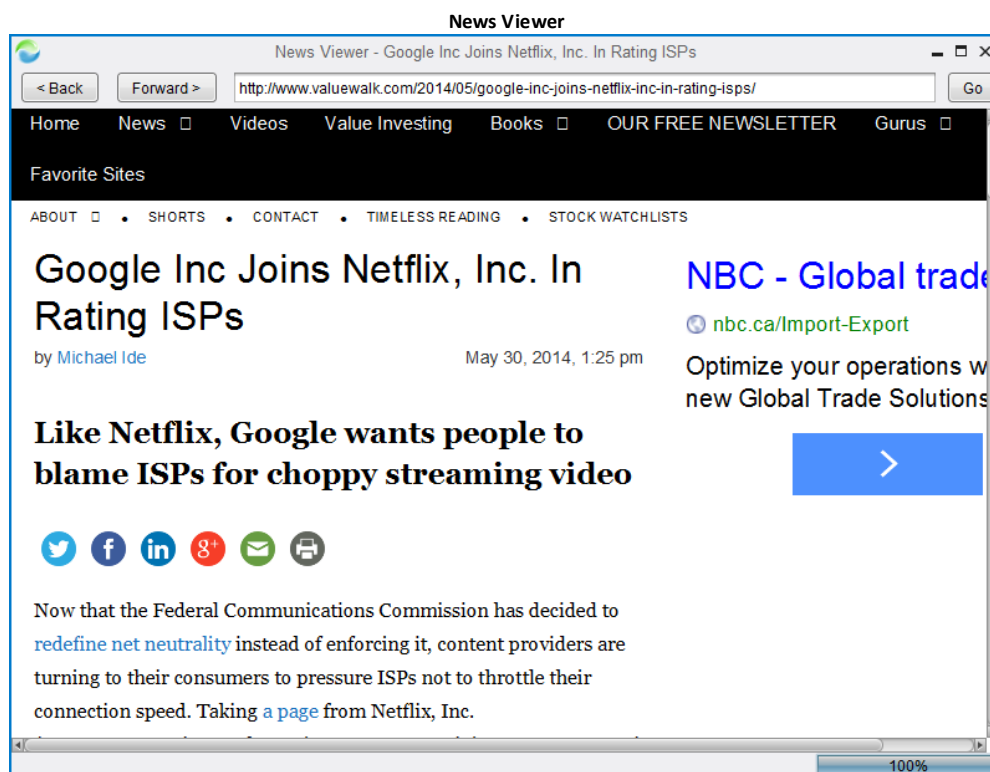 News Viewer
News Viewer - Google Inc Joins Netflix, Inc. In Rating ISPs
< Back Forward > http://www.valuewalk.com/2014/05/google-inc-joins-netflix-inc-in-rating-isps/ Go
Home News Videos Value Investing Books OUR FREE NEWSLETTER Gurus
Favorite Sites
ABOUT • SHORTS • CONTACT • TIMELESS READING • STOCK WATCHLISTS
Google Inc Joins Netflix, Inc. In
Rating ISPs
by Michael Ide May 30, 2014, 1:25 pm
NBC - Global trade
nbc.ca/Import-Export
Optimize your operations w
new Global Trade Solutions
Like Netflix, Google wants people to
blame ISPs for choppy streaming video
Now that the Federal Communications Commission has decided to
redefine net neutrality instead of enforcing it, content providers are
turning to their consumers to pressure ISPs not to throttle their
connection speed. Taking a page from Netflix, Inc.
100%